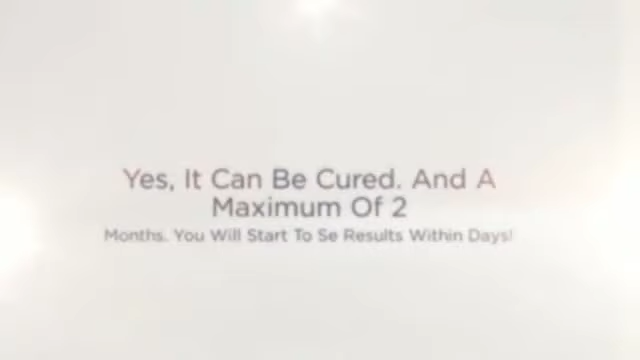 Yes, It Can Be Cured. And A
Maximum Of 2
Months. You Will Start To Se Results Within Days!